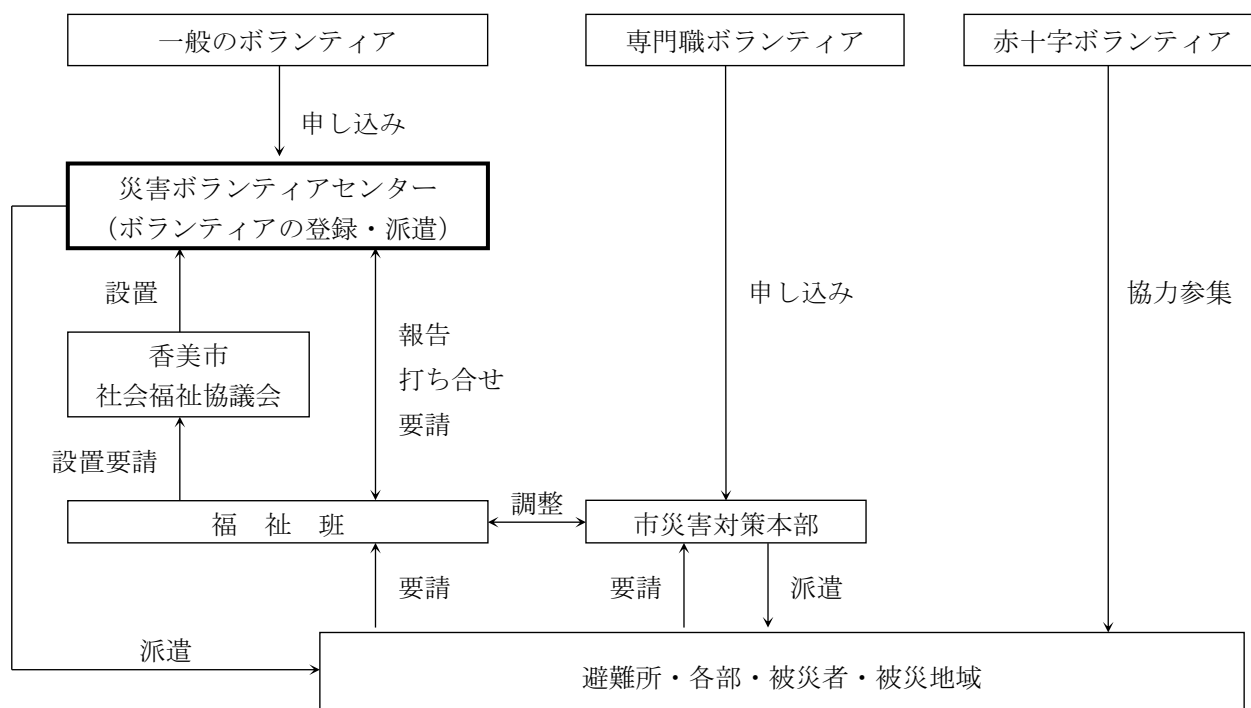 一般のボランティア
専門職ボランティア
赤十字ボランティア
申し込み
災害ボランティアセンター
（ボランティアの登録・派遣）
設置
申し込み
協力参集
香美市
社会福祉協議会
報告
打ち合せ
要請
設置要請
福　祉　班
調整
市災害対策本部
要請
要請
派遣
派遣
避難所・各部・被災者・被災地域